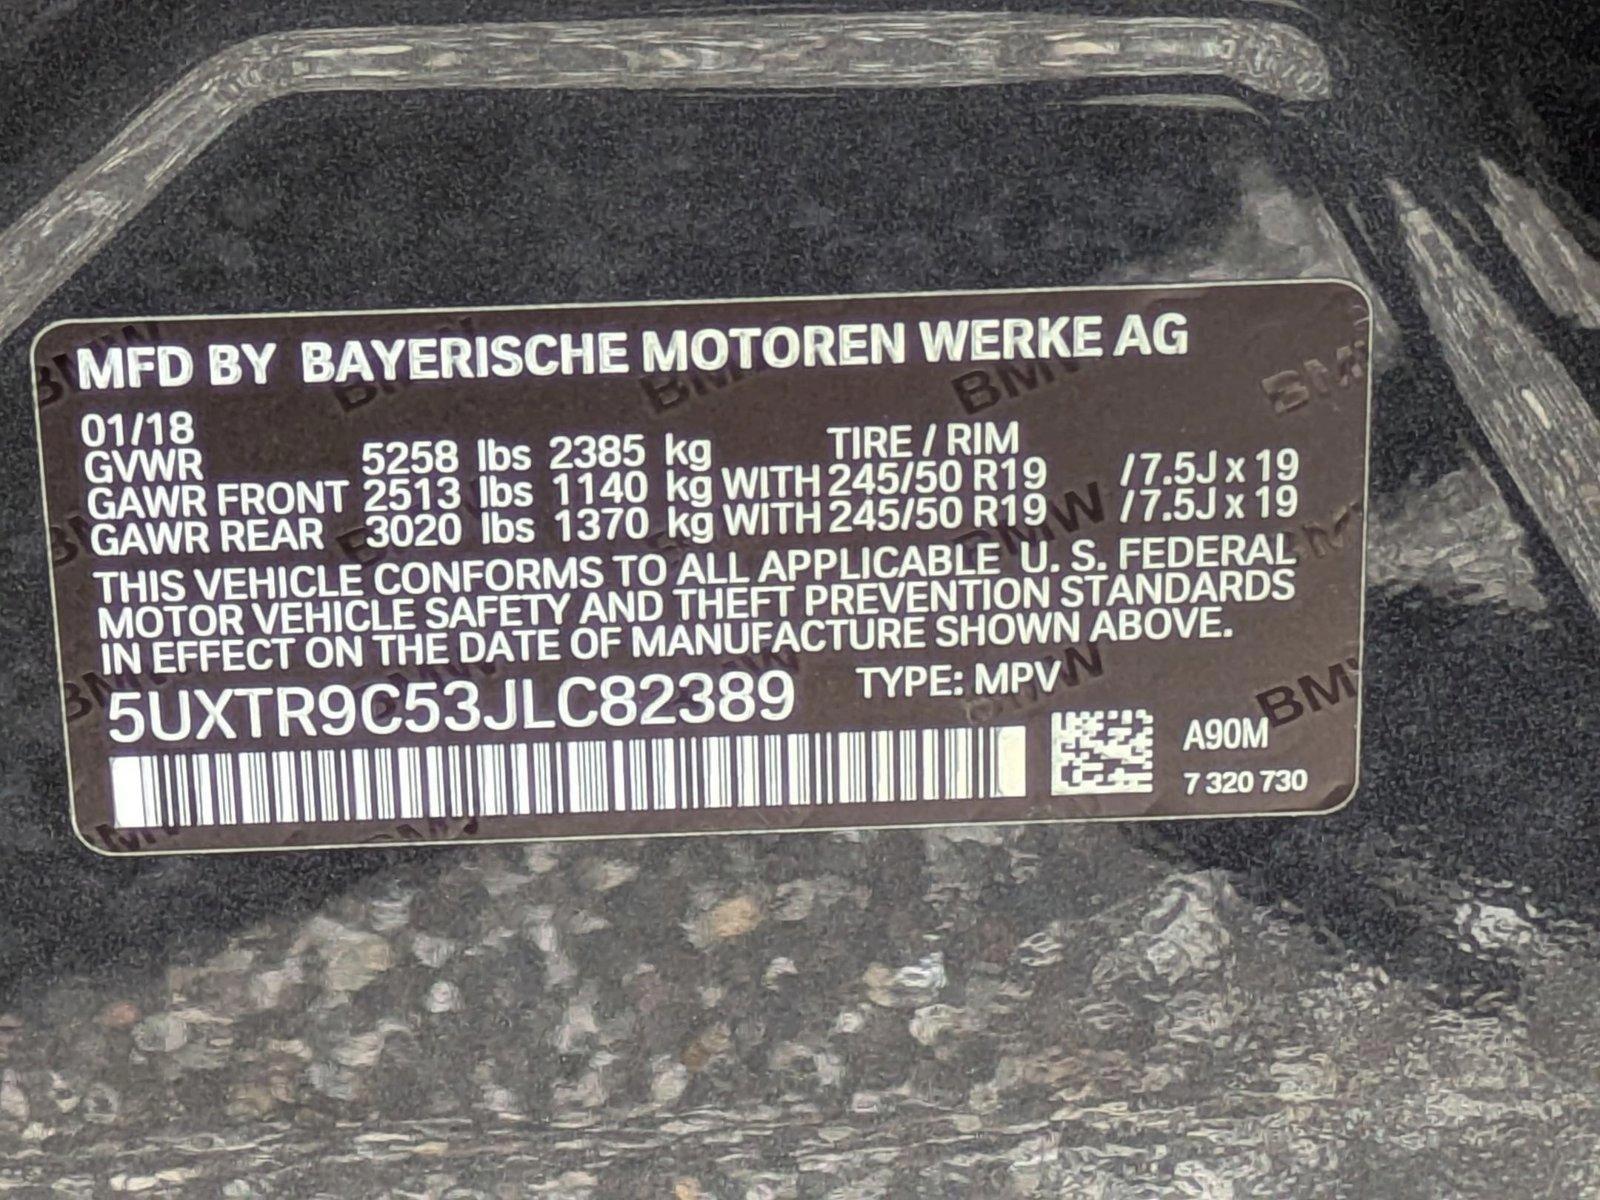 MFD BY BAYERISCHE MOTOREN WERKE AG
01/18
TIRE / RIM
GVWR 5258 lbs 2385 kg
GAWR FRONT 2513 lbs 1140 kg WITH 245/50 R19 /7.5J x 19
GAWR REAR 3020 lbs 1370 kg WITH 245/50 R19 /7.5J x 19
THIS VEHICLE CONFORMS TO ALL APPLICABLE U. S. FEDERAL
MOTOR VEHICLE SAFETY AND THEFT PREVENTION STANDARDS
IN EFFECT ON THE DATE OF MANUFACTURE SHOWN ABOVE.
5UXTR9C53JLC82389 TYPE: MPV
A90M
7 320 730